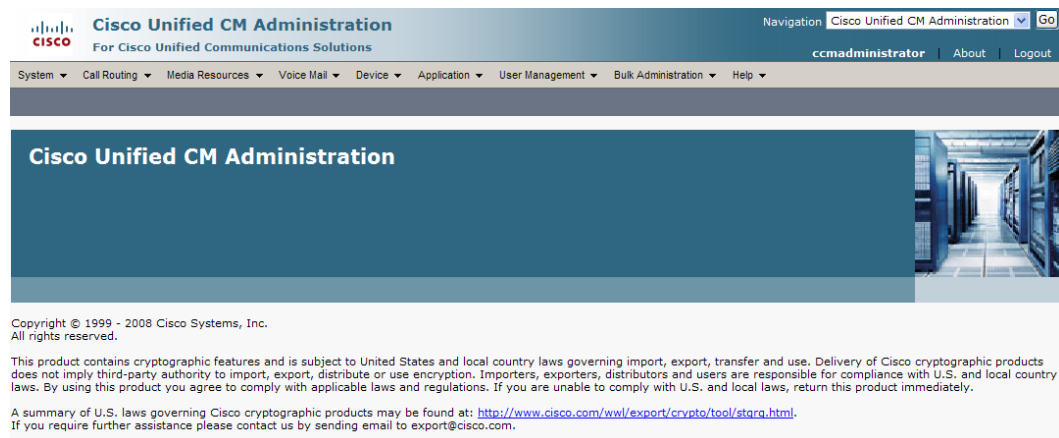 Cisco Unified CM Administration
Navigation Cisco Unified CM Administration Go
CISCO
For Cisco Unified Communications Solutions
ccmadministrator | About | Logout
System Call Routing Media Resources Voice Mail Device Application User Management Bulk Administration Help
Cisco Unified CM Administration
Copyright © 1999 - 2008 Cisco Systems, Inc.
All rights reserved.
This product contains cryptographic features and is subject to United States and local country laws governing import, export, transfer and use. Delivery of Cisco cryptographic products
does not imply third-party authority to import, export, distribute or use encryption. Importers, exporters, distributors and users are responsible for compliance with U.S. and local country
laws. By using this product you agree to comply with applicable laws and regulations. If you are unable to comply with U.S. and local laws, return this product immediately.
A summary of U.S. laws governing Cisco cryptographic products may be found at: http://www.cisco.com/wwl/export/crypto/tool/stqrg.html.
If you require further assistance please contact us by sending email to export@cisco.com.